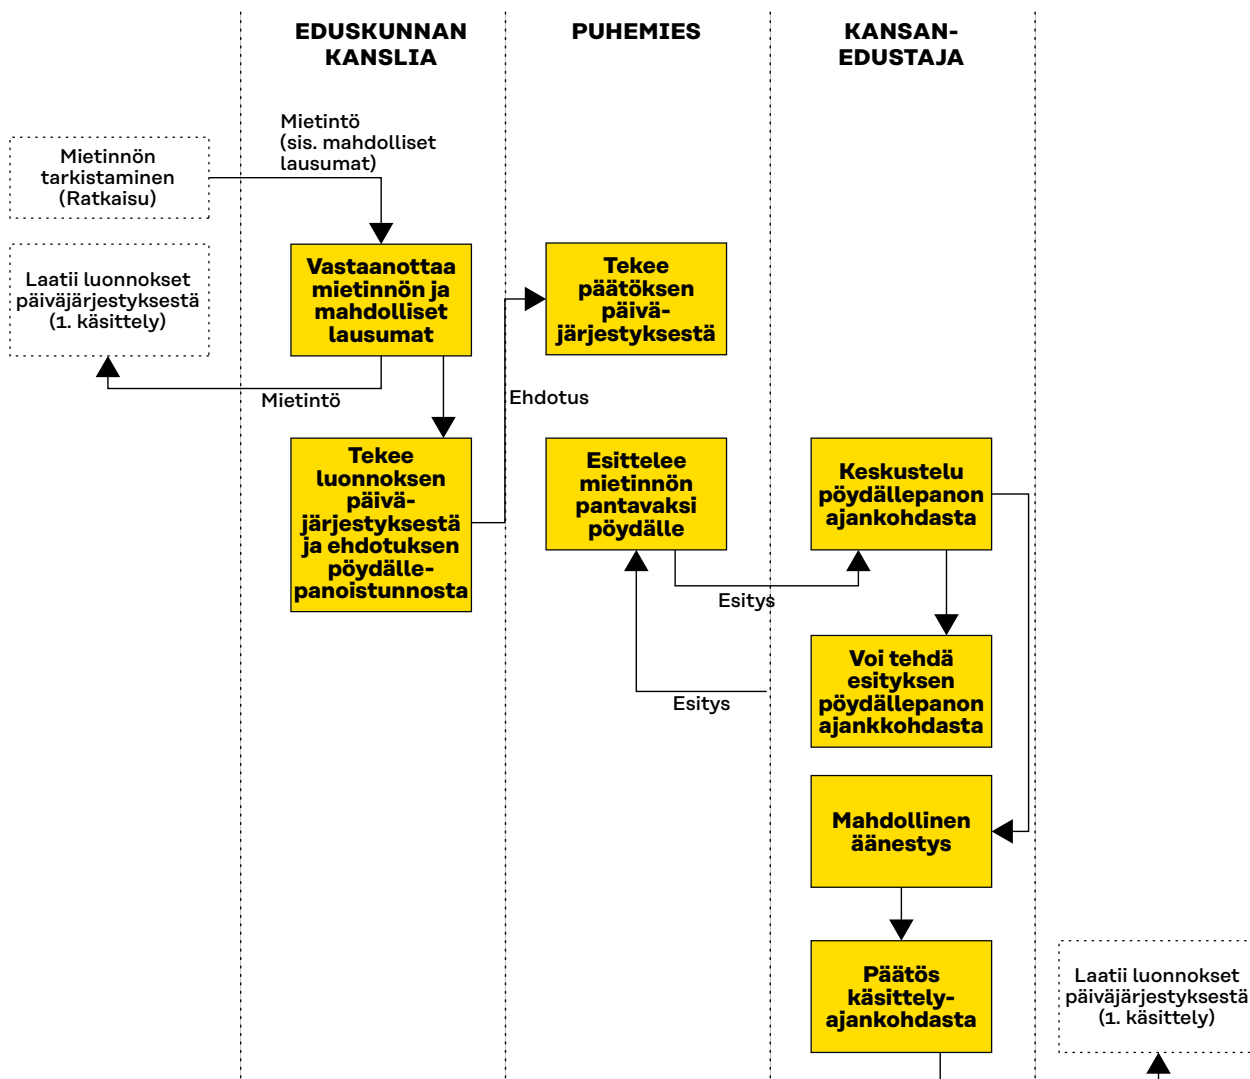 EDUSKUNNAN
KANSLIA
PUHEMIES
KANSAN-
EDUSTAJA
Mietintö
(sis. mahdolliset
lausumat)
Mietinnön
tarkistaminen
(Ratkaisu)
Laatii luonnokset
päiväjärjestyksestä
(1. käsittely)
Vastaanottaa
mietinnön ja
mahdolliset
lausumat
Tekee
päätöksen
päivä-
järjestyksestä
Mietintö
Ehdotus
Tekee
luonnoksen
päivä-
järjestyksestä
ja ehdotuksen
pöydälle-
panoistunnosta
Esittelee
mietinnön
pantavaksi
pöydälle
Keskustelu
pöydällepanon
ajankohdasta
Esitys
Voi tehdä
esityksen
pöydällepanon
ajankkohdasta
Esitys
Mahdollinen
äänestys
Päätös
käsittely-
ajankohdasta
Laatii luonnokset
päiväjärjestyksestä
(1. käsittely)